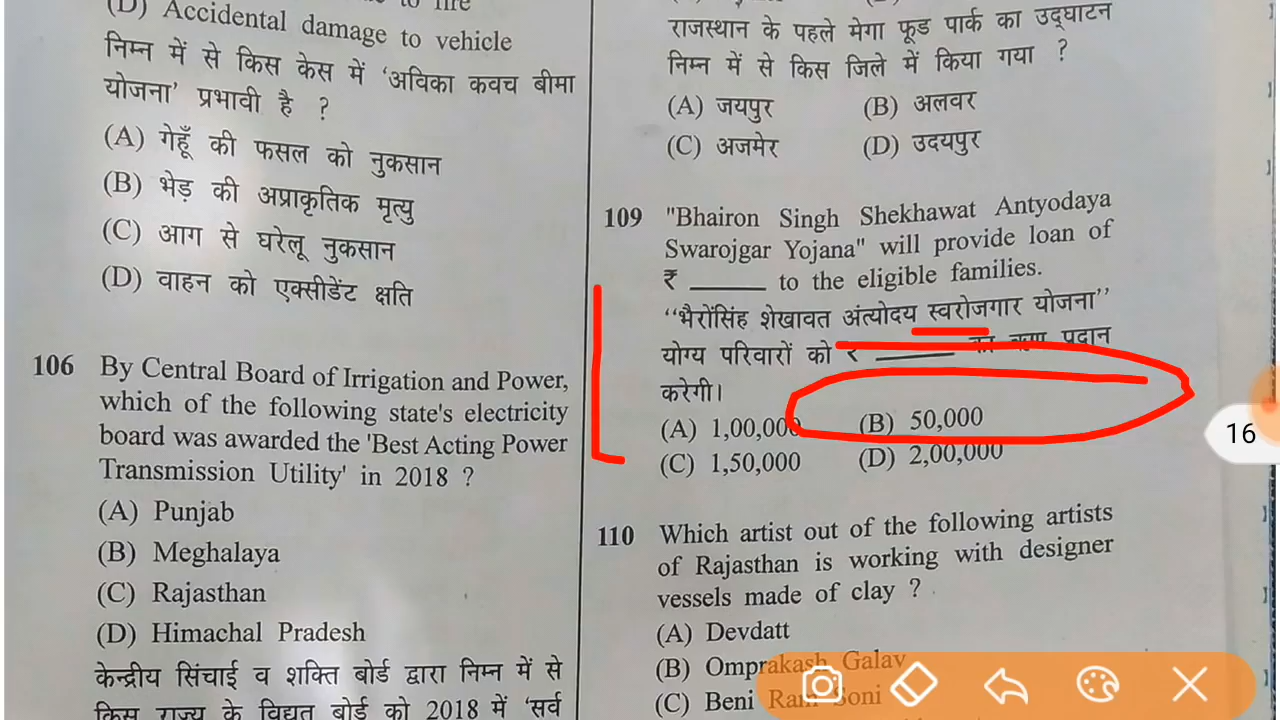 (D) Accidental damage to vehicle
निम्न में से किस केस में ‘अविका कवच बीमा
योजना’ प्रभावी है ?
(A) गेहूँ की फसल को नुकसान
(B) भेड़ की अप्राकृतिक मृत्यु
(C) आग से घरेलू नुकसान
(D) वाहन को एक्सीडेंट क्षति
106 By Central Board of Irrigation and Power,
which of the following state's electricity
board was awarded the 'Best Acting Power
Transmission Utility' in 2018 ?
(A) Punjab
(B) Meghalaya
(C) Rajasthan
(D) Himachal Pradesh
केन्द्रीय सिंचाई व शक्ति बोर्ड द्वारा निम्न में से
किस राज्य के विद्युत बोर्ड को 2018 में ‘सर्व
राजस्थान के पहले मेगा फूड पार्क का उद्घाटन
निम्न में से किस जिले में किया गया ?
(A) जयपुर (B) अलवर
(C) अजमेर (D) उदयपुर
109 "Bhairon Singh Shekhawat Antyodaya
Swarojgar Yojana" will provide loan of
₹ ______ to the eligible families.
‘‘भैरोंसिंह शेखावत अंत्योदय स्वरोजगार योजना’’
योग्य परिवारों को ₹ ______ का ऋण प्रदान
करेगी।
(A) 1,00,000 (B) 50,000
(C) 1,50,000 (D) 2,00,000
110 Which artist out of the following artists
of Rajasthan is working with designer
vessels made of clay ?
(A) Devdatt
(B) Omprakash Galav
(C) Beni Ram Soni
16